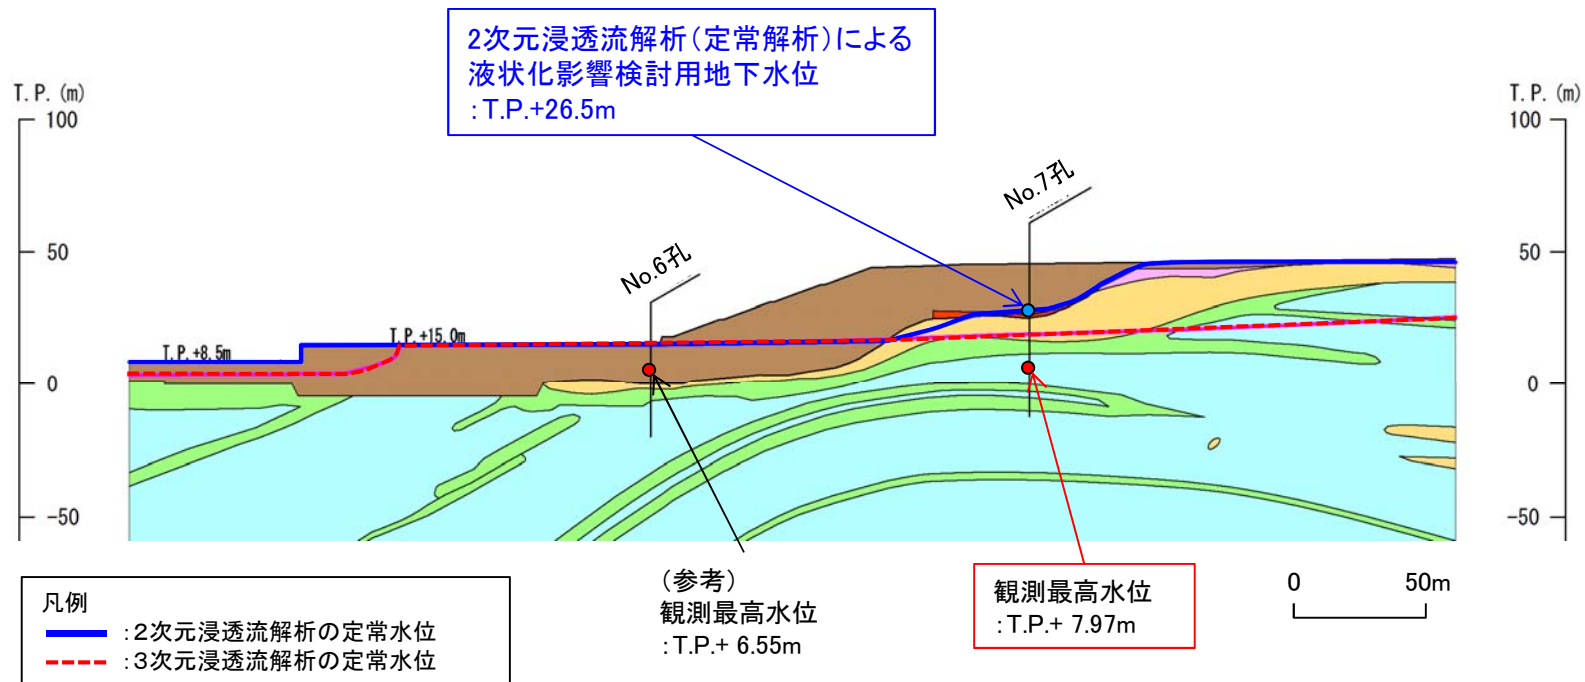 2次元浸透流解析(定常解析)による
液状化影響検討用地下水位
:T.P.+26.5m
T.P.(m)
100
50
0
-50
T.P.(m)
100
50
0
-50
No.7孔
No.6孔
T.P.+15.0m
T.P.+8.5m
(参考)
観測最高水位
:T.P.+ 6.55m
観測最高水位
:T.P.+ 7.97m
0 50m
凡例
:2次元浸透流解析の定常水位
:3次元浸透流解析の定常水位